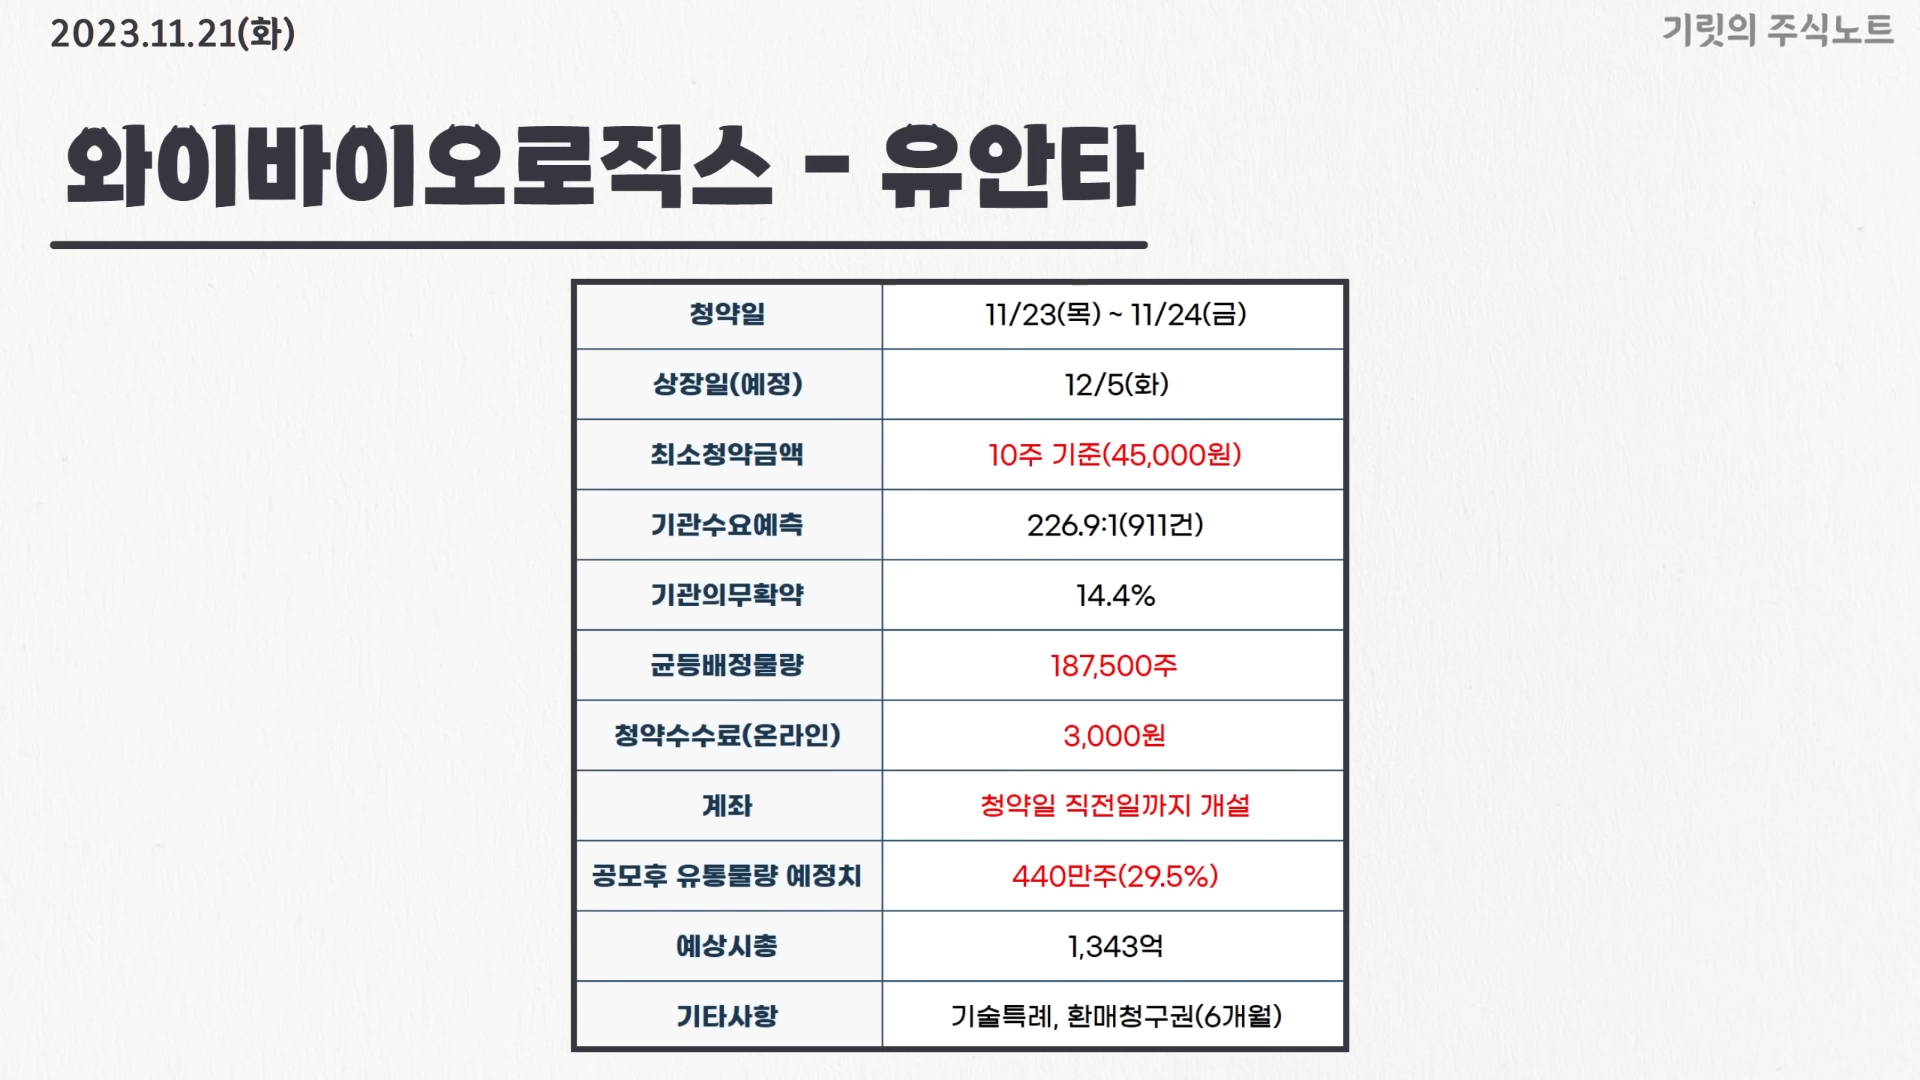 2023.11.21(화)
기릿의 주식노트
와이바이오로직스 - 유안타
청약일 11/23(목) ~ 11/24(금)
상장일(예정) 12/5(화)
최소청약금액 10주 기준(45,000원)
기관수요예측 226.9:1(911건)
기관의무확약 14.4%
균등배정물량 187,500주
청약수수료(온라인) 3,000원
계좌 청약일 직전일까지 개설
공모후 유통물량 예정치 440만주(29.5%)
예상시총 1,343억
기타사항 기술특례, 환매청구권(6개월)